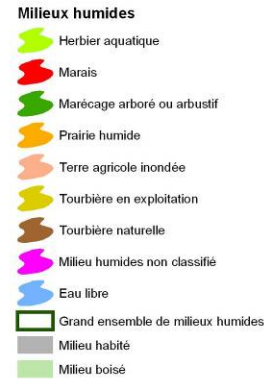 Milieux humides
Herbier aquatique
Marais
Marécage arboré ou arbustif
Prairie humide
Terre agricole inondée
Tourbière en exploitation
Tourbière naturelle
Milieu humides non classifié
Eau libre
Grand ensemble de milieux humides
Milieu habité
Milieu boisé